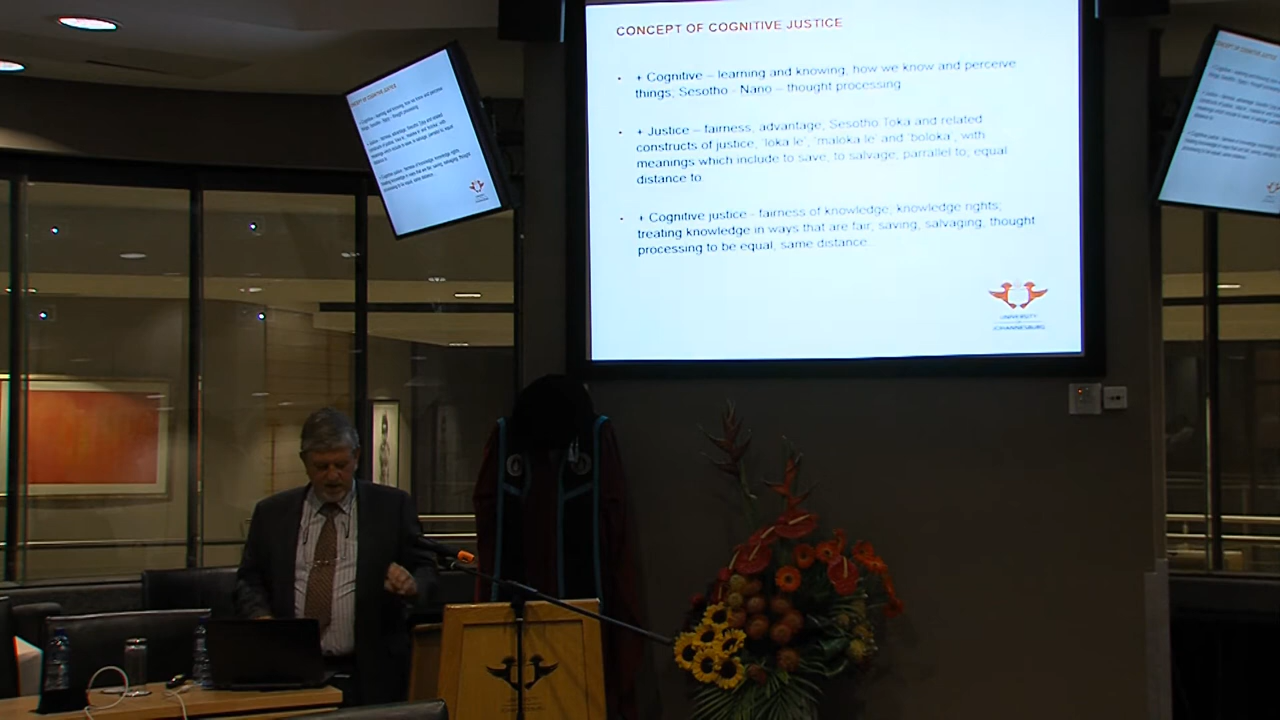 CONCEPT OF COGNITIVE JUSTICE
• + Cognitive – learning and knowing, how we know and perceive
things; Sesotho - Nano – thought processing
• + Justice – fairness, advantage; Sesotho Toka and related
constructs of justice, 'loka le', 'maloka le' and 'boloka', with
meanings which include to save, to salvage, parrallel to; equal
distance to.
• + Cognitive justice - fairness of knowledge; knowledge rights;
treating knowledge in ways that are fair, saving, salvaging, thought
processing to be equal, same distance...
UNIVERSITY
OF
JOHANNESBURG